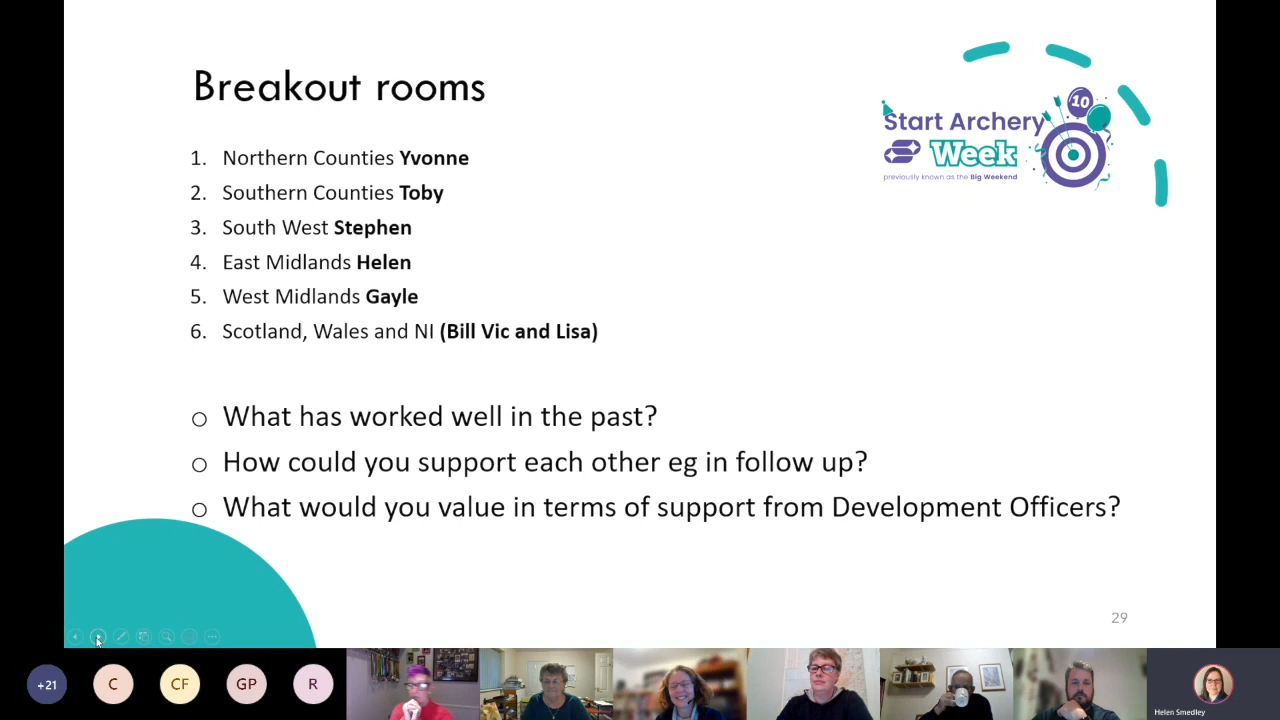 Breakout rooms
10
Start Archery
Week
previously known as the Big Weekend
1. Northern Counties Yvonne
2. Southern Counties Toby
3. South West Stephen
4. East Midlands Helen
5. West Midlands Gayle
6. Scotland, Wales and NI (Bill Vic and Lisa)
o What has worked well in the past?
o How could you support each other eg in follow up?
o What would you value in terms of support from Development Officers?
29
+21
C
CF
GP
R
Helen Smedley